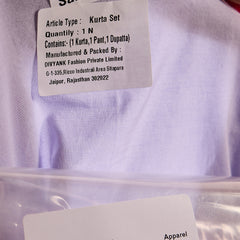 Article Type : Kurta Set
Quantity : 1 N
Contains:- (1 Kurta,1 Pant,1 Dupatta)
Manufactured & Packed By :
DIVYANK Fashion Private Limited
G-1-335,Riico Industrial Area Sitapura
Jaipur, Rajasthan 302022
Apparel